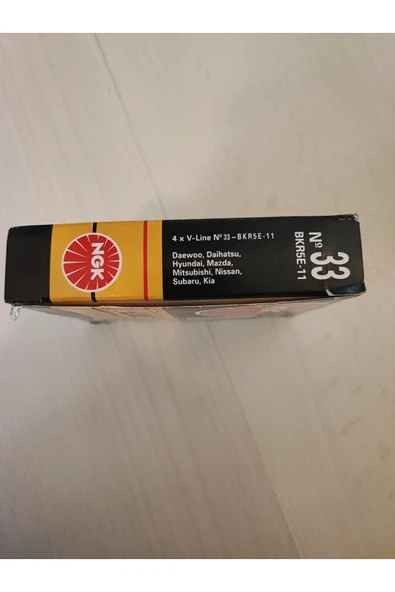 NGK
4 x V-Line Nº 33-BKR5E-11
Daewoo, Daihatsu,
Hyundai, Mazda,
Mitsubishi, Nissan,
Subaru, Kia
Nº 33
BKR5E-11